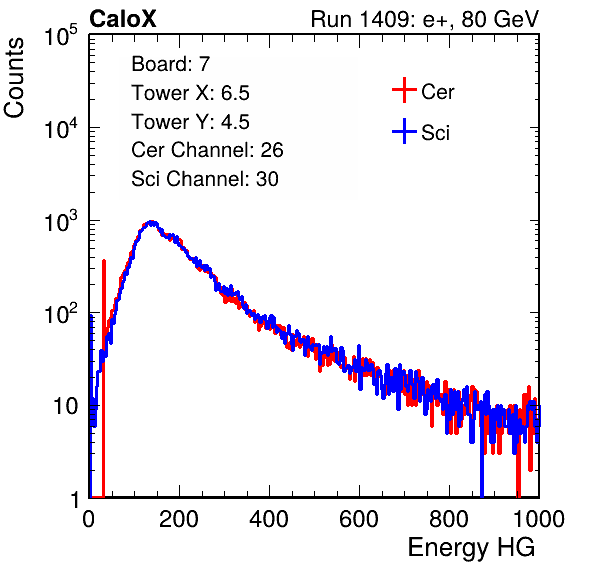 CaloX Run 1409: e+, 80 GeV
Counts
10^5
10^4
10^3
10^2
10
1
Board: 7
Tower X: 6.5
Tower Y: 4.5
Cer Channel: 26
Sci Channel: 30
Cer
Sci
0 200 400 600 800 1000
Energy HG